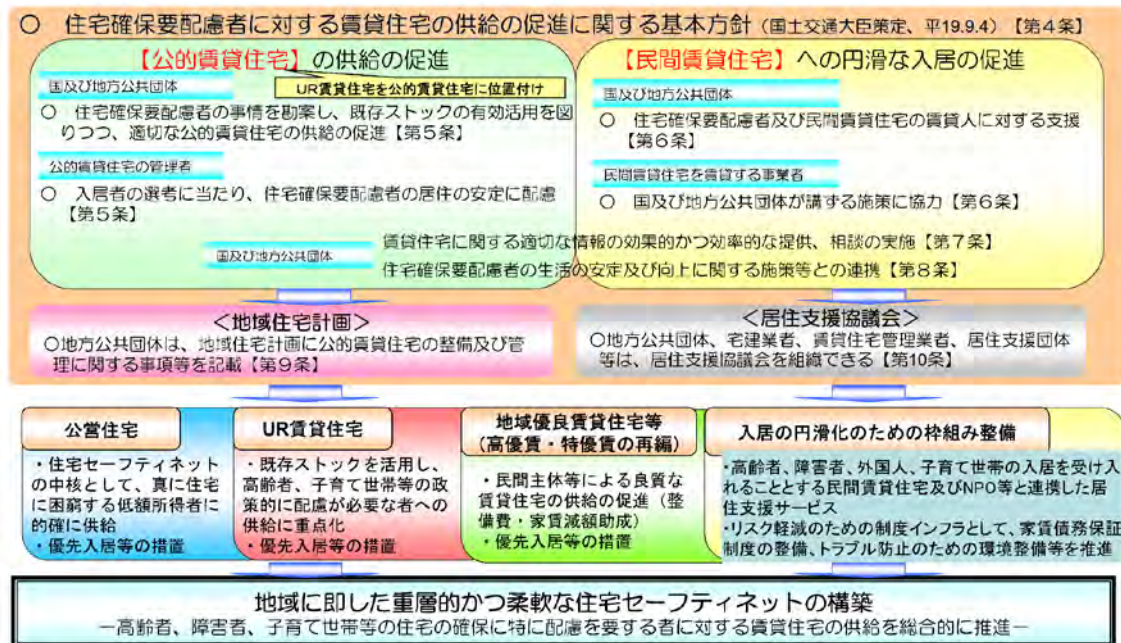 ○ 住宅確保要配慮者に対する賃貸住宅の供給の促進に関する基本方針(国土交通大臣策定、平19.9.4)【第4条】
【公的賃貸住宅】の供給の促進
国及び地方公共団体
UR賃貸住宅を公的賃貸住宅に位置付け
○ 住宅確保要配慮者の事情を勘案し、既存ストックの有効活用を図
りつつ、適切な公的賃貸住宅の供給の促進【第5条】
公的賃貸住宅の管理者
○ 入居者の選考に当たり、住宅確保要配慮者の居住の安定に配慮
【第5条】
【民間賃貸住宅】への円滑な入居の促進
国及び地方公共団体
○ 住宅確保要配慮者及び民間賃貸住宅の賃貸人に対する支援
【第6条】
民間賃貸住宅を賃貸する事業者
○ 国及び地方公共団体が講ずる施策に協力【第6条】
国及び地方公共団体
賃貸住宅に関する適切な情報の効果的かつ効率的な提供、相談の実施【第7条】
住宅確保要配慮者の生活の安定及び向上に関する施策等との連携【第8条】
<地域住宅計画>
○地方公共団体は、地域住宅計画に公的賃貸住宅の整備及び管
理に関する事項等を記載【第9条】
<居住支援協議会>
○地方公共団体、宅建業者、賃貸住宅管理業者、居住支援団体
等は、居住支援協議会を組織できる【第10条】
公営住宅
・住宅セーフティネット
の中核として、真に住宅
に困窮する低額所得者に
的確に供給
・優先入居等の措置
UR賃貸住宅
・既存ストックを活用し、
高齢者、子育て世帯等の政
策的に配慮が必要な者への
供給に重点化
・優先入居等の措置
地域優良賃貸住宅等
(高優賃・特優賃の再編)
・民間主体等による良質な
賃貸住宅の供給の促進(整
備費・家賃減額助成)
・優先入居等の措置
入居の円滑化のための枠組み整備
・高齢者、障害者、外国人、子育て世帯の入居を受け入
れることとする民間賃貸住宅及びNPO等と連携した居
住支援サービス
・リスク軽減のための制度インフラとして、家賃債務保証
制度の整備、トラブル防止のための環境整備等を推進
地域に即した重層的かつ柔軟な住宅セーフティネットの構築
―高齢者、障害者、子育て世帯等の住宅の確保に特に配慮を要する者に対する賃貸住宅の供給を総合的に推進―